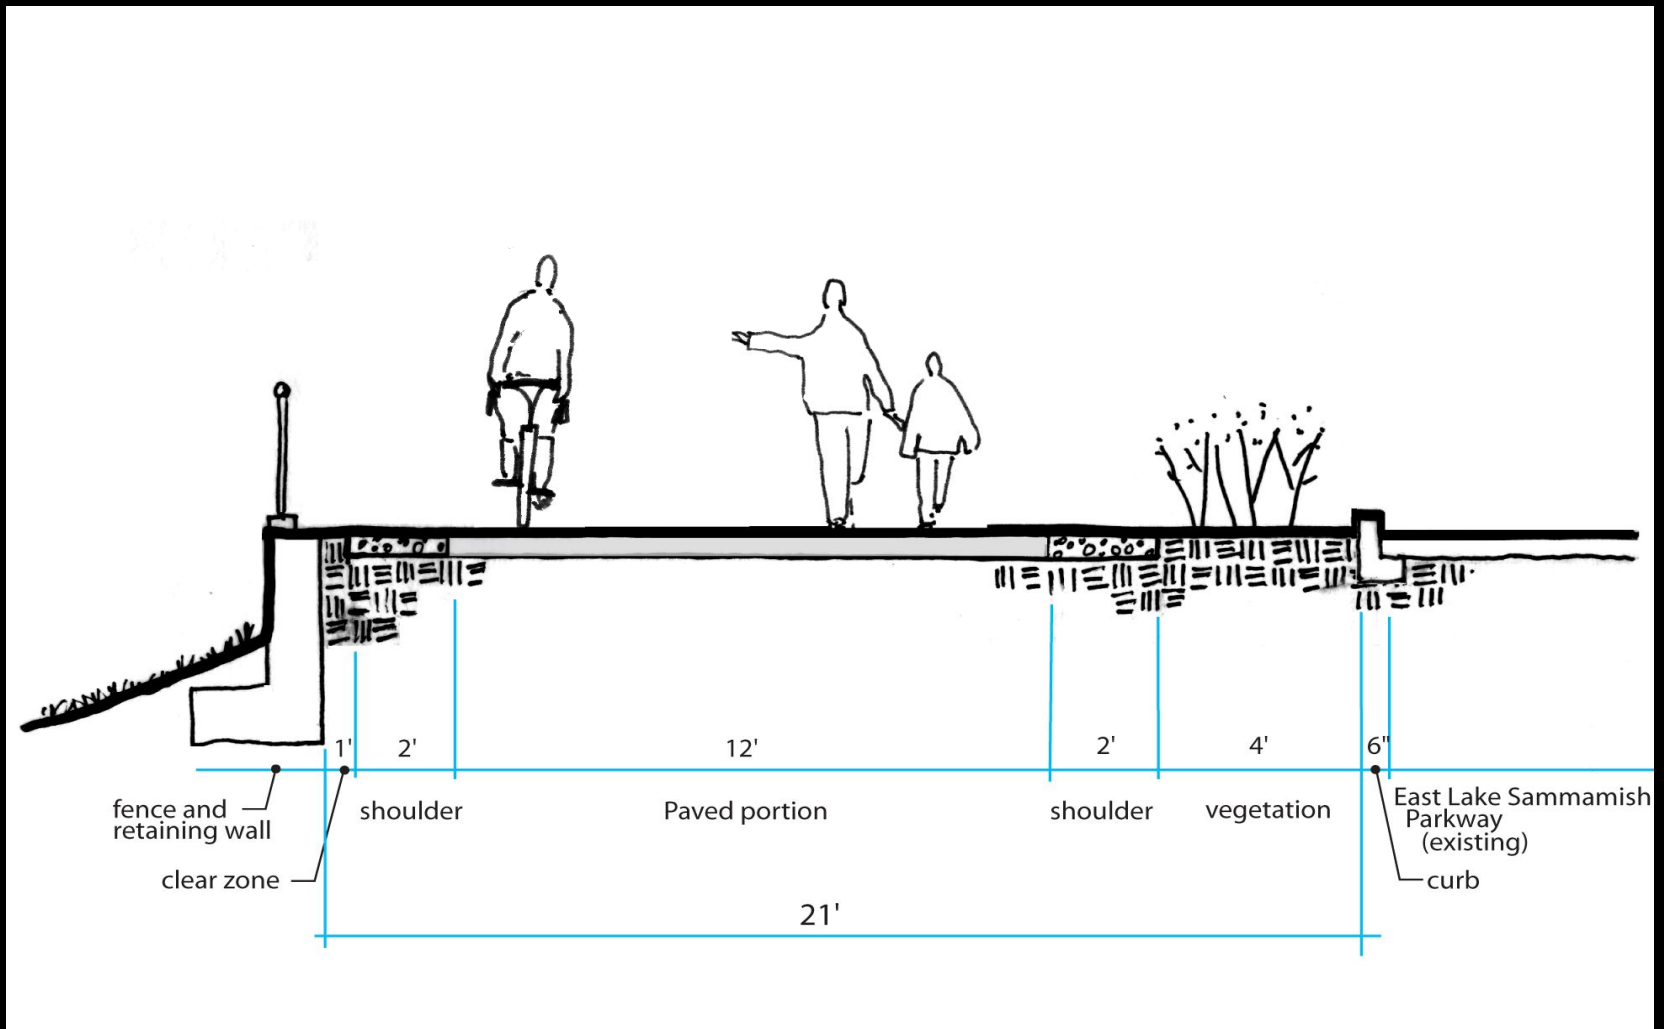 1'
2'
12'
2'
4'
6"
fence and
retaining wall
shoulder
Paved portion
shoulder
vegetation
East Lake Sammamish
Parkway
(existing)
clear zone
curb
21'